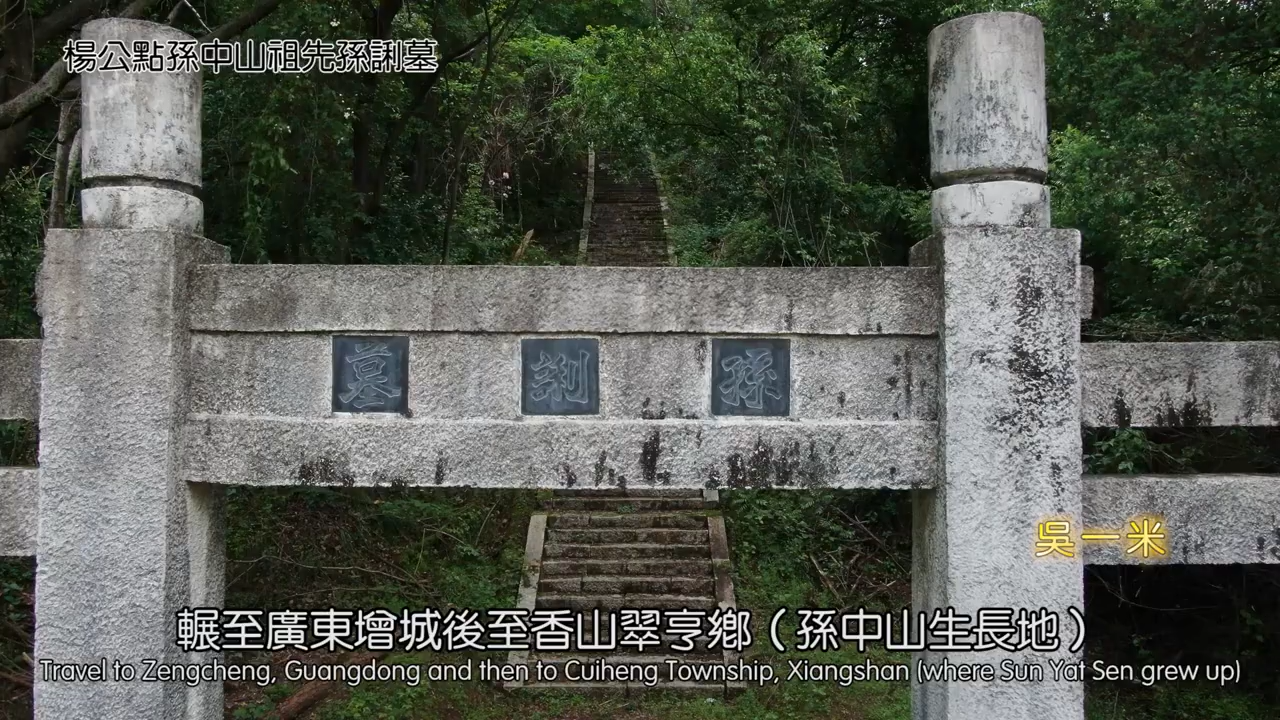 楊公點孫中山祖先孫誗墓
孫誗墓
吳一米
輾至廣東增城後至香山翠亨鄉（孫中山生長地）
Travel to Zengcheng, Guangdong and then to Cuiheng Township, Xiangshan (where Sun Yat Sen grew up)